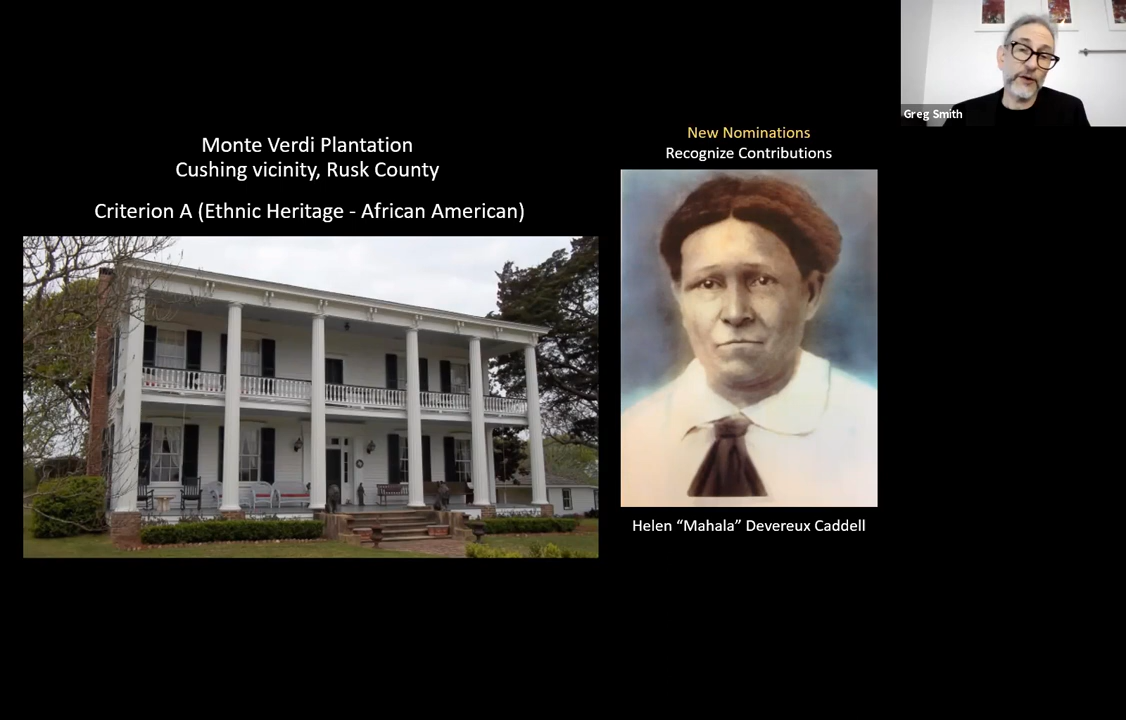 Greg Smith
Monte Verdi Plantation
Cushing vicinity, Rusk County
Criterion A (Ethnic Heritage - African American)
New Nominations
Recognize Contributions
Helen “Mahala” Devereux Caddell